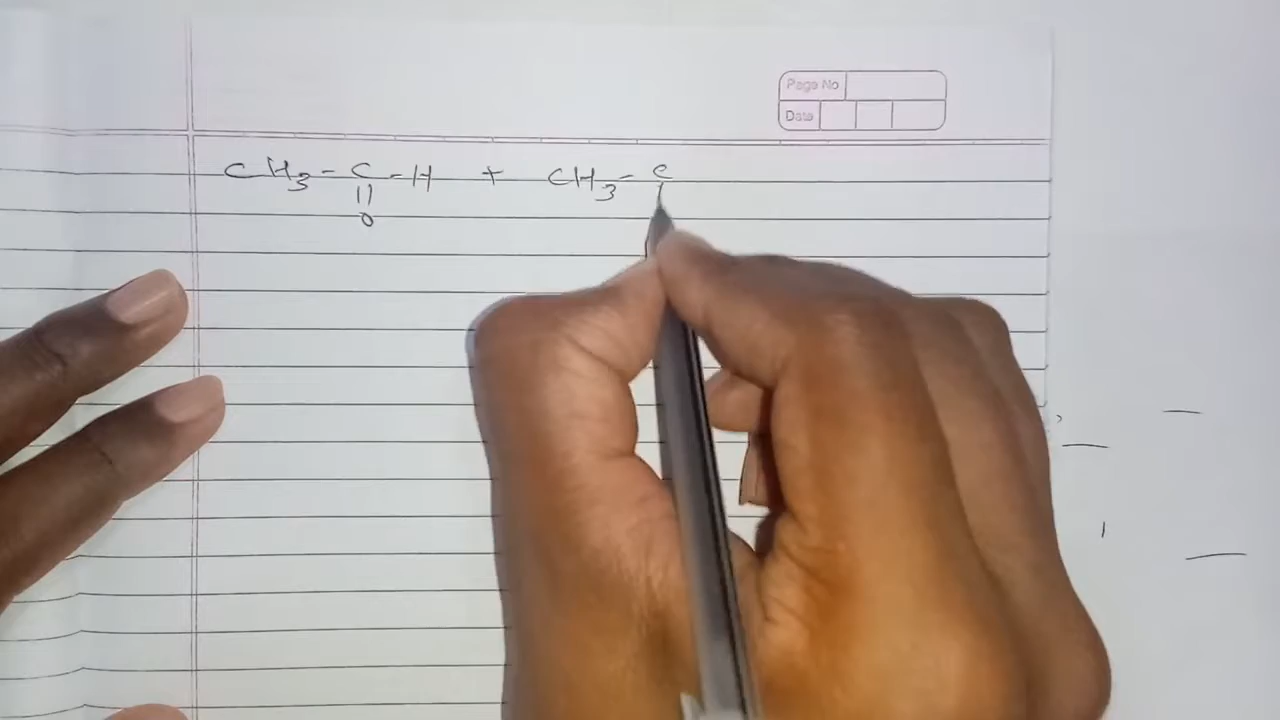 Page No
Date
CH3-C-H + CH3-C
||
O